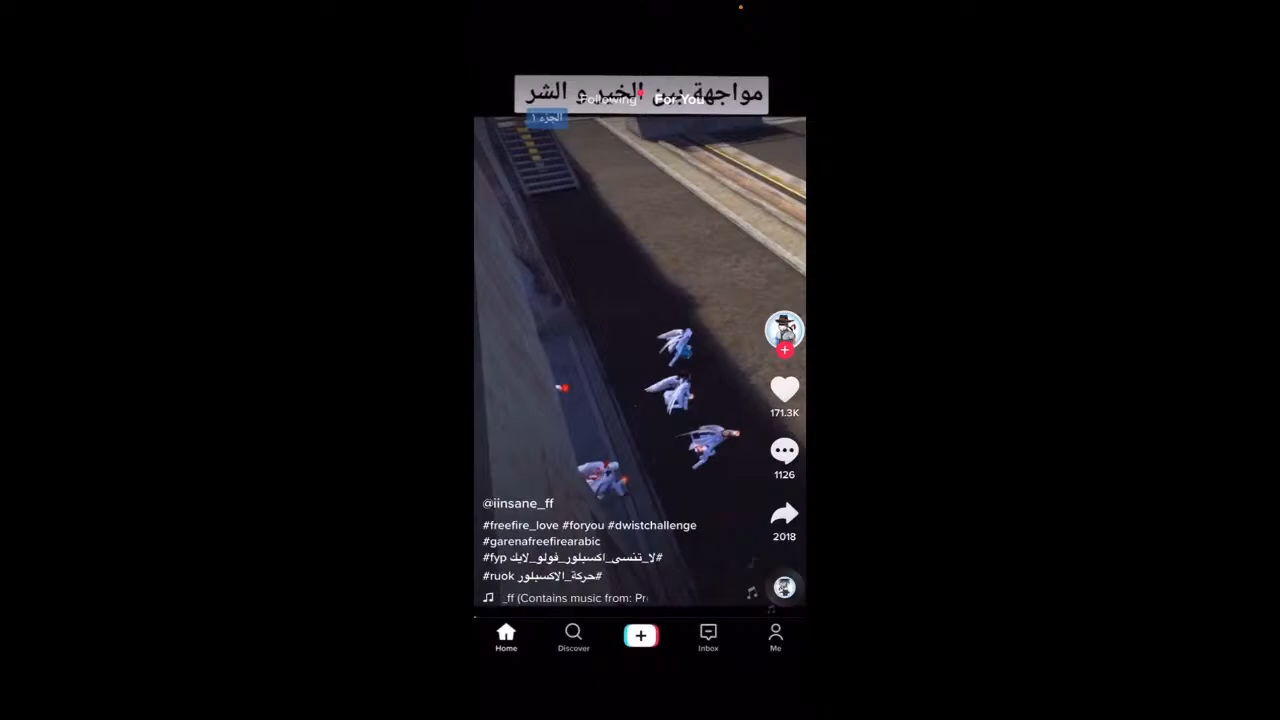 مواجهة بين الخير و الشر
Following
For You
الجزء ١
171.3K
1126
2018
@iinsane_ff
#freefire_love #foryou #dwistchallenge
#garenafreefirearabic
#fyp لا_تنسى_اكسبلور_فولو_لايك#
#ruok حركة_الاكسبلور#
_ff (Contains music from: Pr
Home
Discover
Inbox
Me